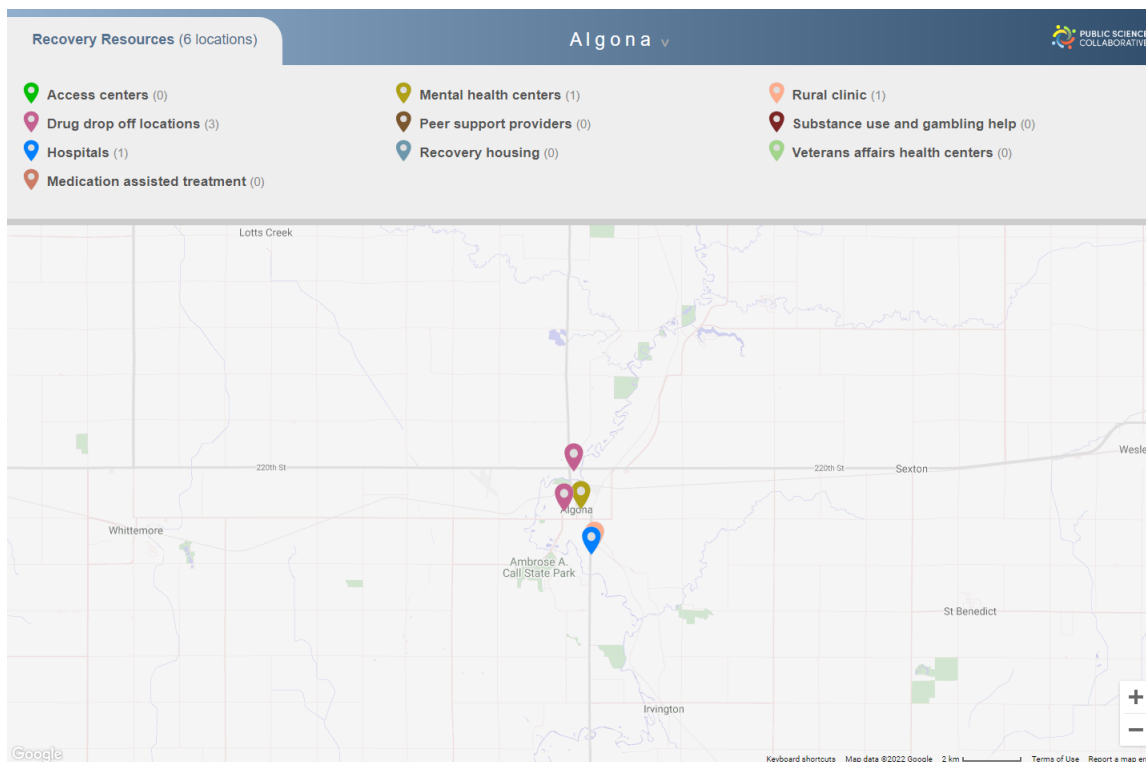 Recovery Resources (6 locations)
Algona v
PUBLIC SCIENCE
COLLABORATIVE
Access centers (0)
Mental health centers (1)
Rural clinic (1)
Drug drop off locations (3)
Peer support providers (0)
Substance use and gambling help (0)
Hospitals (1)
Recovery housing (0)
Veterans affairs health centers (0)
Medication assisted treatment (0)
Lotts Creek
Wesle
220th St
220th St
Sexton
Algona
Whittemore
Ambrose A.
Call State Park
St Benedict
Irvington
+
−
Google
Keyboard shortcuts
Map data ©2022 Google
2 km
Terms of Use
Report a map er